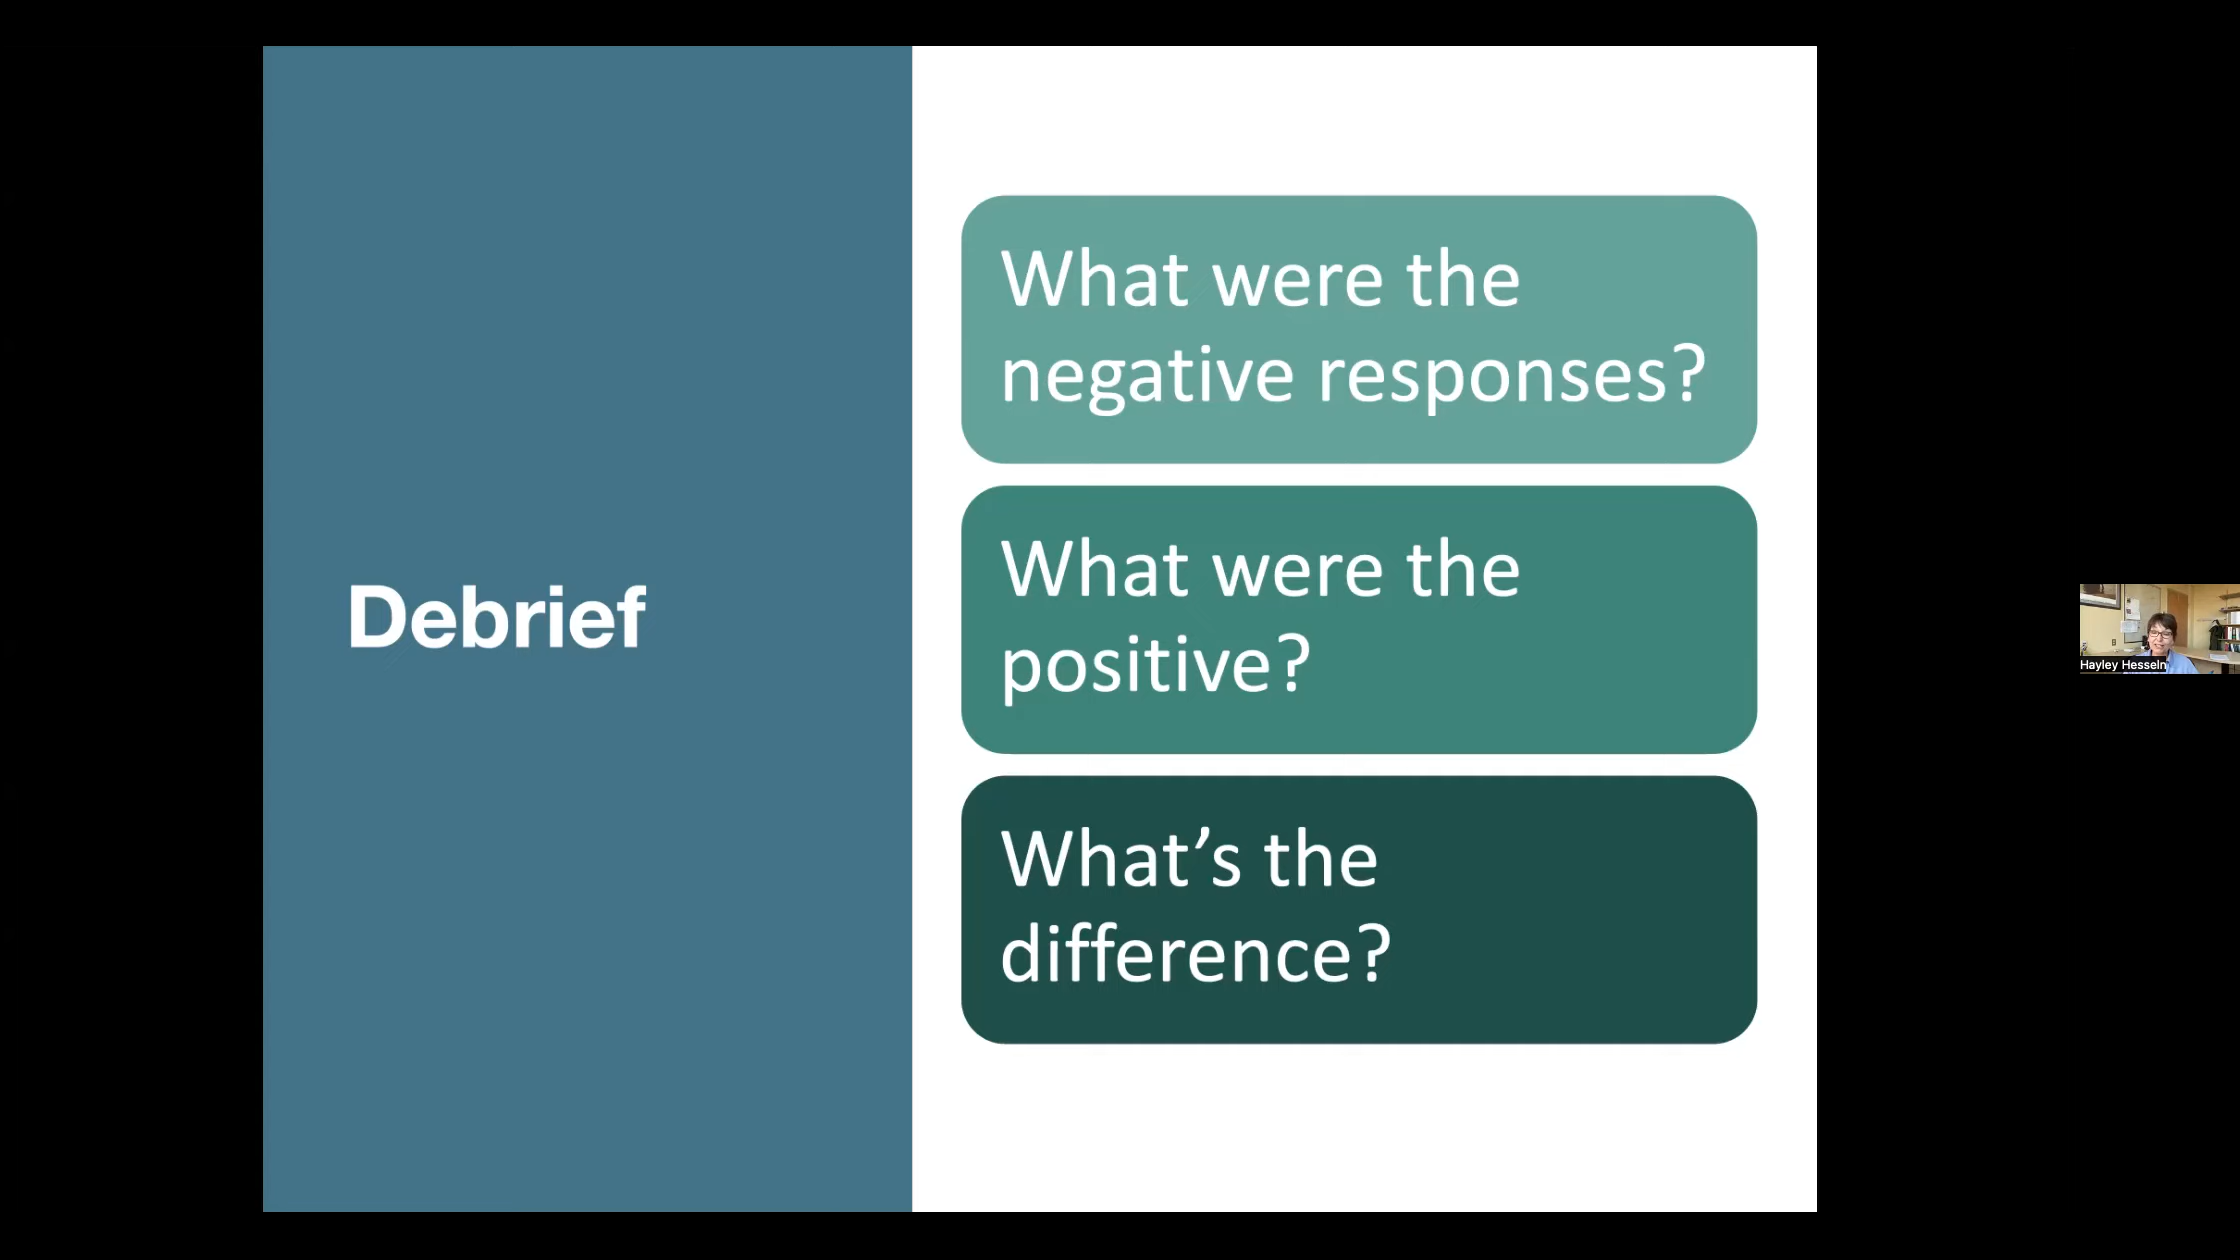 Debrief
What were the
negative responses?
What were the
positive?
What’s the
difference?
Hayley Hesseln